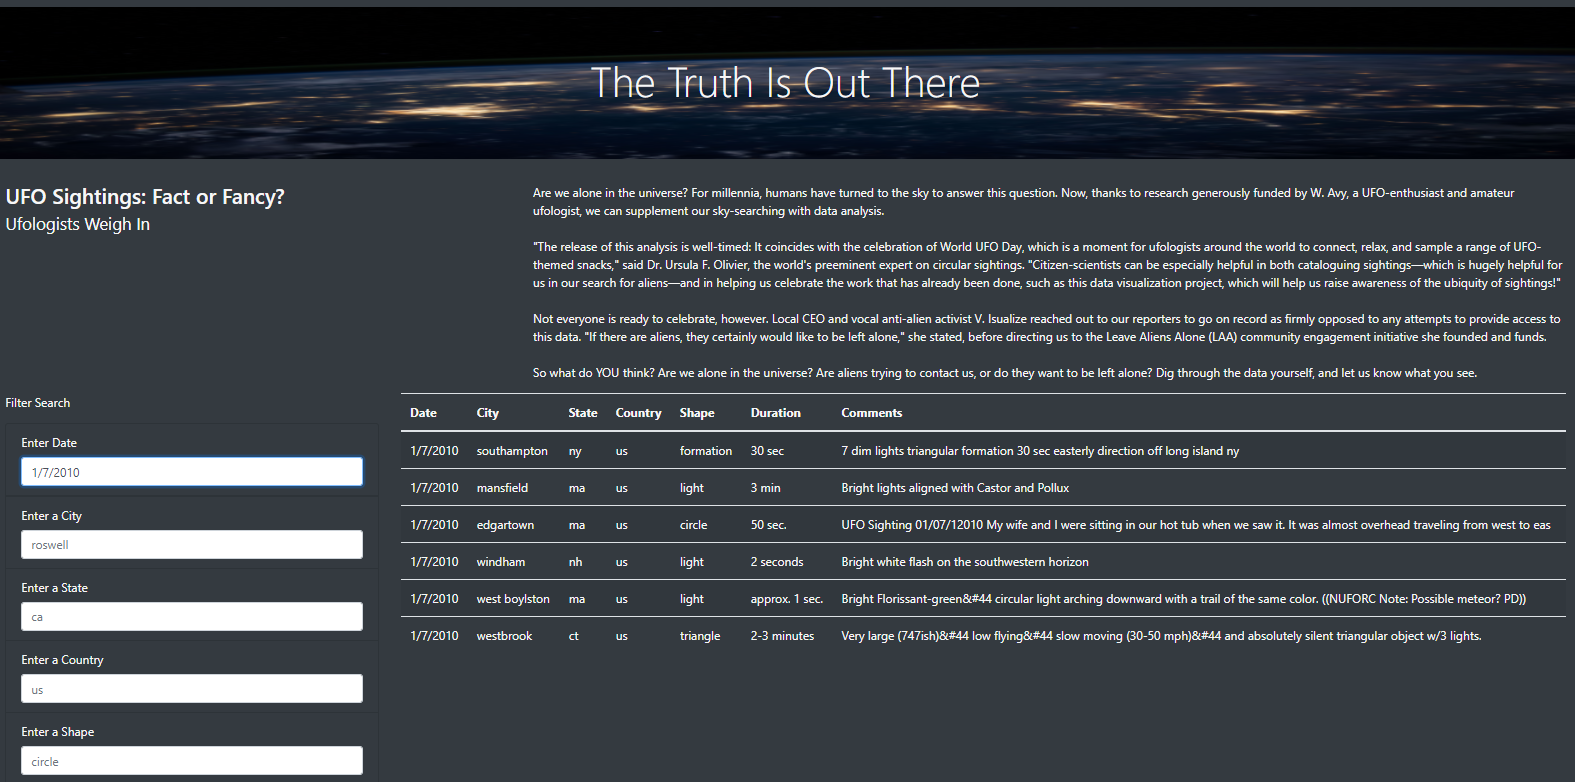 The Truth Is Out There
UFO Sightings: Fact or Fancy?
Ufologists Weigh In
Are we alone in the universe? For millennia, humans have turned to the sky to answer this question. Now, thanks to research generously funded by W. Avy, a UFO-enthusiast and amateur
ufologist, we can supplement our sky-searching with data analysis.
"The release of this analysis is well-timed: It coincides with the celebration of World UFO Day, which is a moment for ufologists around the world to connect, relax, and sample a range of UFO-
themed snacks," said Dr. Ursula F. Olivier, the world's preeminent expert on circular sightings. "Citizen-scientists can be especially helpful in both cataloguing sightings—which is hugely helpful for
us in our search for aliens—and in helping us celebrate the work that has already been done, such as this data visualization project, which will help us raise awareness of the ubiquity of sightings!"
Not everyone is ready to celebrate, however. Local CEO and vocal anti-alien activist V. Isualize reached out to our reporters to go on record as firmly opposed to any attempts to provide access to
this data. "If there are aliens, they certainly would like to be left alone," she stated, before directing us to the Leave Aliens Alone (LAA) community engagement initiative she founded and funds.
So what do YOU think? Are we alone in the universe? Are aliens trying to contact us, or do they want to be left alone? Dig through the data yourself, and let us know what you see.
Filter Search
Enter Date
1/7/2010
Enter a City
roswell
Enter a State
ca
Enter a Country
us
Enter a Shape
circle
Date City State Country Shape Duration Comments
1/7/2010 southampton ny us formation 30 sec 7 dim lights triangular formation 30 sec easterly direction off long island ny
1/7/2010 mansfield ma us light 3 min Bright lights aligned with Castor and Pollux
1/7/2010 edgartown ma us circle 50 sec. UFO Sighting 01/07/12010 My wife and I were sitting in our hot tub when we saw it. It was almost overhead traveling from west to eas
1/7/2010 windham nh us light 2 seconds Bright white flash on the southwestern horizon
1/7/2010 west boylston ma us light approx. 1 sec. Bright Florissant-green&#44 circular light arching downward with a trail of the same color. ((NUFORC Note: Possible meteor? PD))
1/7/2010 westbrook ct us triangle 2-3 minutes Very large (747ish)&#44 low flying&#44 slow moving (30-50 mph)&#44 and absolutely silent triangular object w/3 lights.